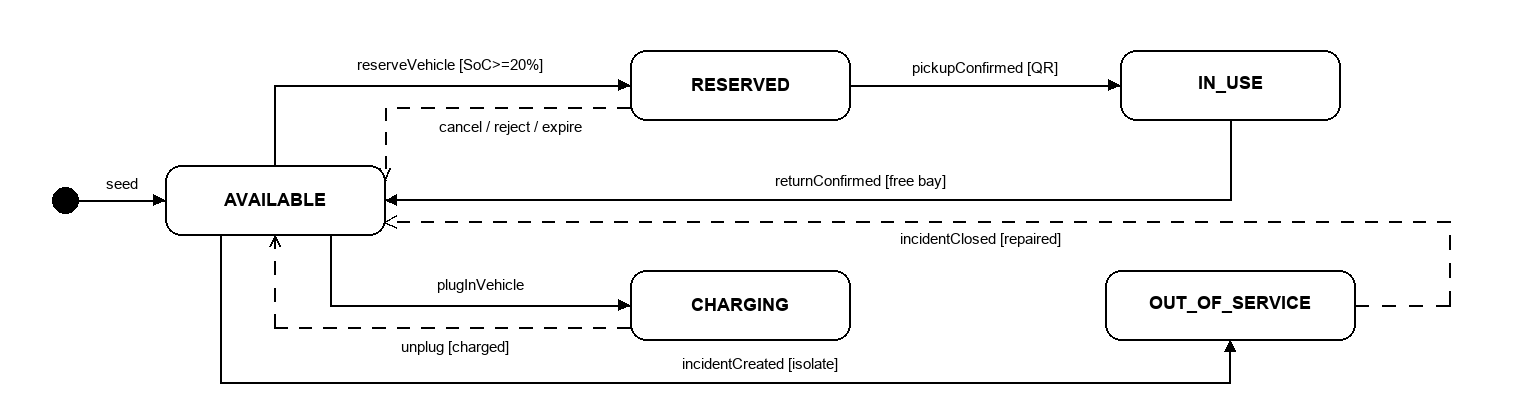 reserveVehicle [SoC>=20%]
RESERVED
pickupConfirmed [QR]
IN_USE
cancel / reject / expire
seed
AVAILABLE
returnConfirmed [free bay]
incidentClosed [repaired]
plugInVehicle
CHARGING
OUT_OF_SERVICE
unplug [charged]
incidentCreated [isolate]